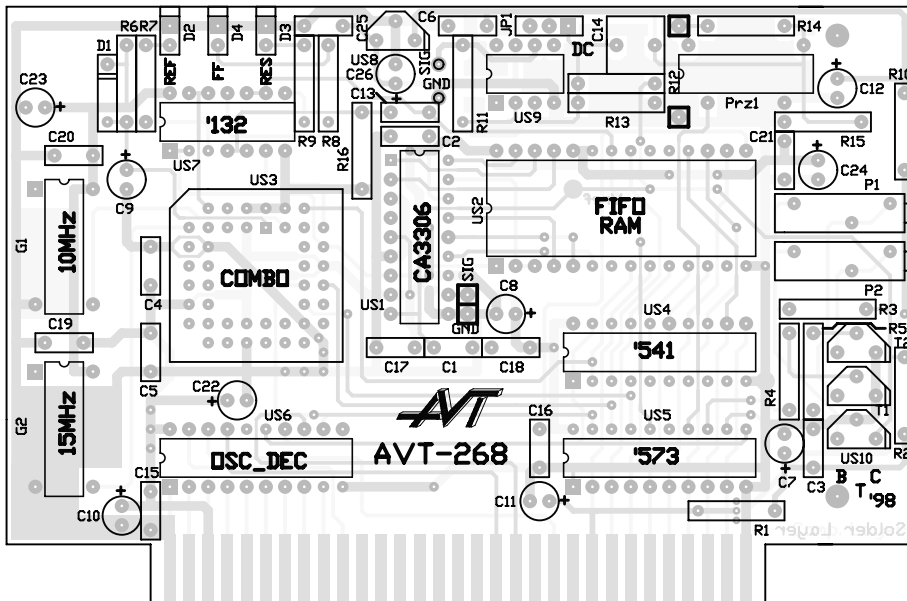 R6 R7 D2 D4 D3 C25 C6 JP1 C14 R14
D1 REF FF RES US8 SIG DC
C23 C26 GND R12 C12 R10
C13 US9 Prz1
'132 R9 R8 C2 R11 R13 C21 R15
C20 US7 R16
C9 US3 C24 P1
US2 FIFO
RAM
G1 10MHz COMBO CA3306 SIG
C4 US1 C8 P2
C19 GND US4 R3 R5
C17 C1 C18 '541 T2
G2 15MHz C5 C22 R4 T1
US6 AVT C16 US5
OSC_DEC AVT-268 '573 US10 R2
C15 C7 C3 B C
C10 C11 T '98
R1 Solder Layer